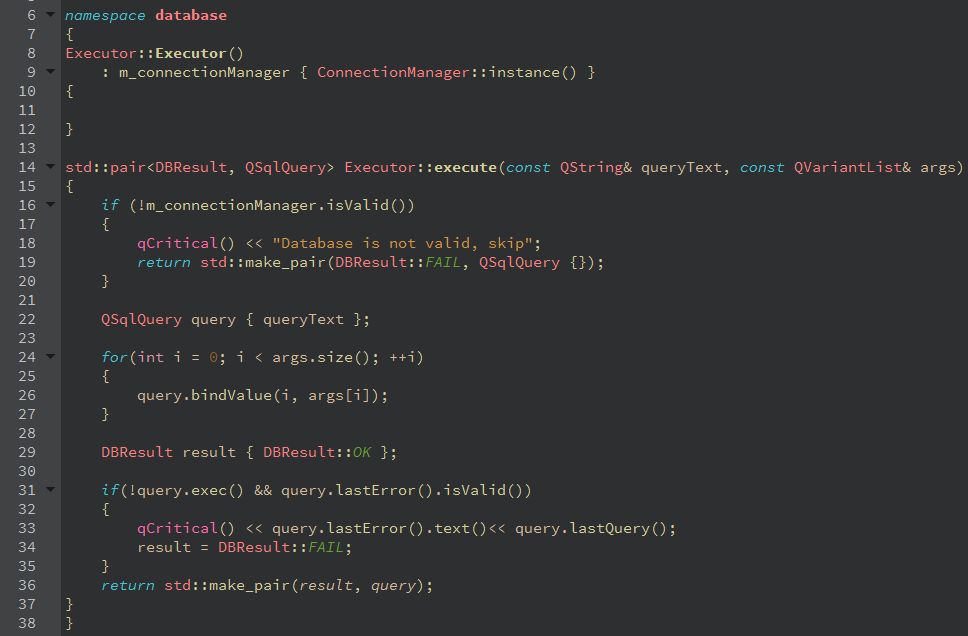 6 namespace database
7 {
8 Executor::Executor()
9     : m_connectionManager { ConnectionManager::instance() }
10 {
11
12 }
13
14 std::pair<DBResult, QSqlQuery> Executor::execute(const QString& queryText, const QVariantList& args)
15 {
16     if (!m_connectionManager.isValid())
17     {
18         qCritical() << "Database is not valid, skip";
19         return std::make_pair(DBResult::FAIL, QSqlQuery {});
20     }
21
22     QSqlQuery query { queryText };
23
24     for(int i = 0; i < args.size(); ++i)
25     {
26         query.bindValue(i, args[i]);
27     }
28
29     DBResult result { DBResult::OK };
30
31     if(!query.exec() && query.lastError().isValid())
32     {
33         qCritical() << query.lastError().text()<< query.lastQuery();
34         result = DBResult::FAIL;
35     }
36     return std::make_pair(result, query);
37 }
38 }